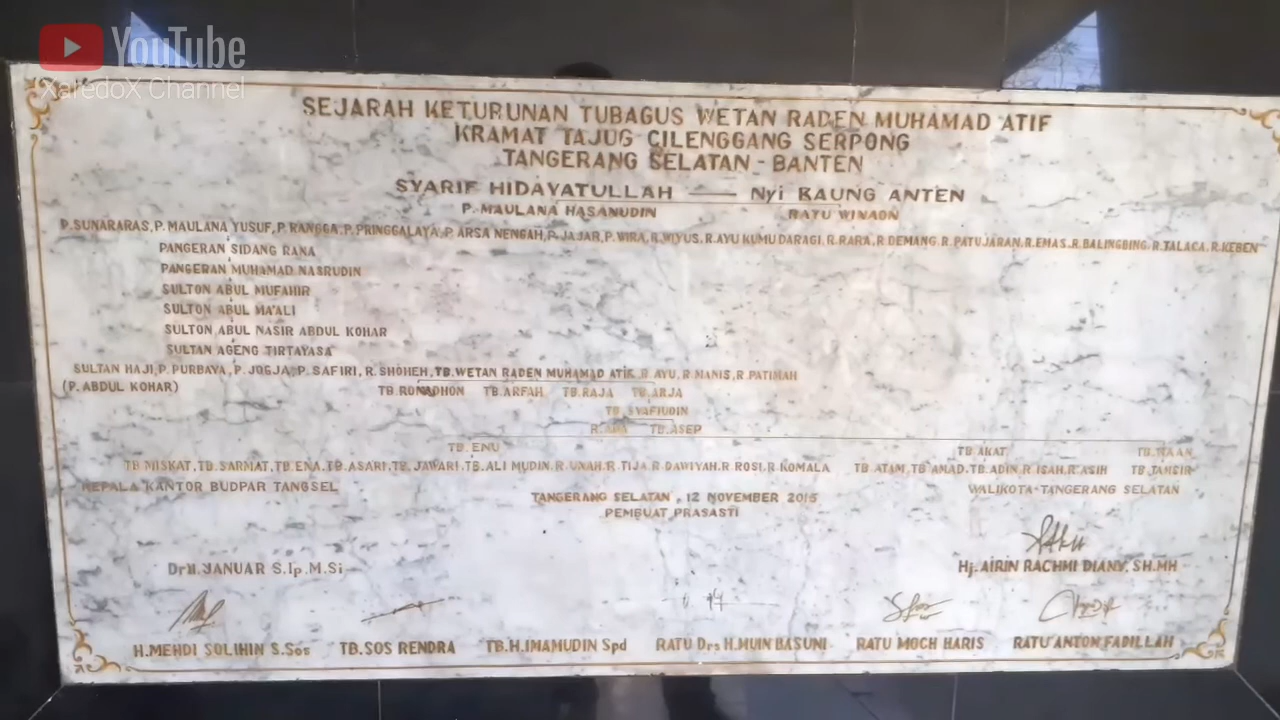 YouTube
XaredoX Channel
SEJARAH KETURUNAN TUBAGUS WETAN RADEN MUHAMAD ATIF
KRAMAT TAJUG CILENGGANG SERPONG
TANGERANG SELATAN - BANTEN
SYARIF HIDAYATULLAH — Nyi KAUNG ANTEN
P. MAULANA HASANUDIN RATU WINAON
P.SUNARARAS, P. MAULANA YUSUF, P. RANGGA, P. PRINGGALAYA, P. ARSA NENGAH, P. JAJAR, P. WIRA, R.WIYUS, R.AYU KUMUDARAGI, R.RARA, R.DEMANG, R.PATUJARAN, R.EMAS, R.BALINGBING, R.TALACA, R.KEBEN
PANGERAN SIDANG RANA
PANGERAN MUHAMAD NASRUDIN
SULTON ABUL MUFAHIR
SULTON ABUL MA'ALI
SULTON ABUL NASIR ABDUL KOHAR
SULTAN AGENG TIRTAYASA
SULTAN HAJI, P. PURBAYA, P. JOGJA, P. SAFIRI, R. SHOHEH, TB. WETAN RADEN MUHAMAD ATIK, R. AYU, R. MANIS, R. PATIMAH
(P. ABDUL KOHAR) TB. ROMADHON TB. ARFAH TB. RAJA TB. ARJA
TB. SYAFIUDIN
TB. ASEP
TB. ENU TB. AKAT TB.
TB MISKAT, TB. SARMAT, TB. ENA, TB. ASARI, TB. JAWARI, TB. ALI MUDIN, R. UNAH, R. TIJA, R. DAWIYAH, R. ROSI, R. KOMALA TB. ATAM, TB. AMAD, TB. ADIN, R. ISAH, R. ASIH TB. TAHSIR
KEPALA KANTOR BUDPAR TANGSEL TANGERANG SELATAN, 12 NOVEMBER 2015 WALIKOTA - TANGERANG SELATAN
PEMBUAT PRASASTI
Dr H. JANUAR S.Ip, M.Si Hj. AIRIN RACHMI DIANY, SH. MH
H. MEHDI SOLIHIN S.Sos TB. SOS RENDRA TB. H. IMAMUDIN Spd RATU Drs H. MUIN BASUNI RATU MOCH HARIS RATU ANTON FADILLAH